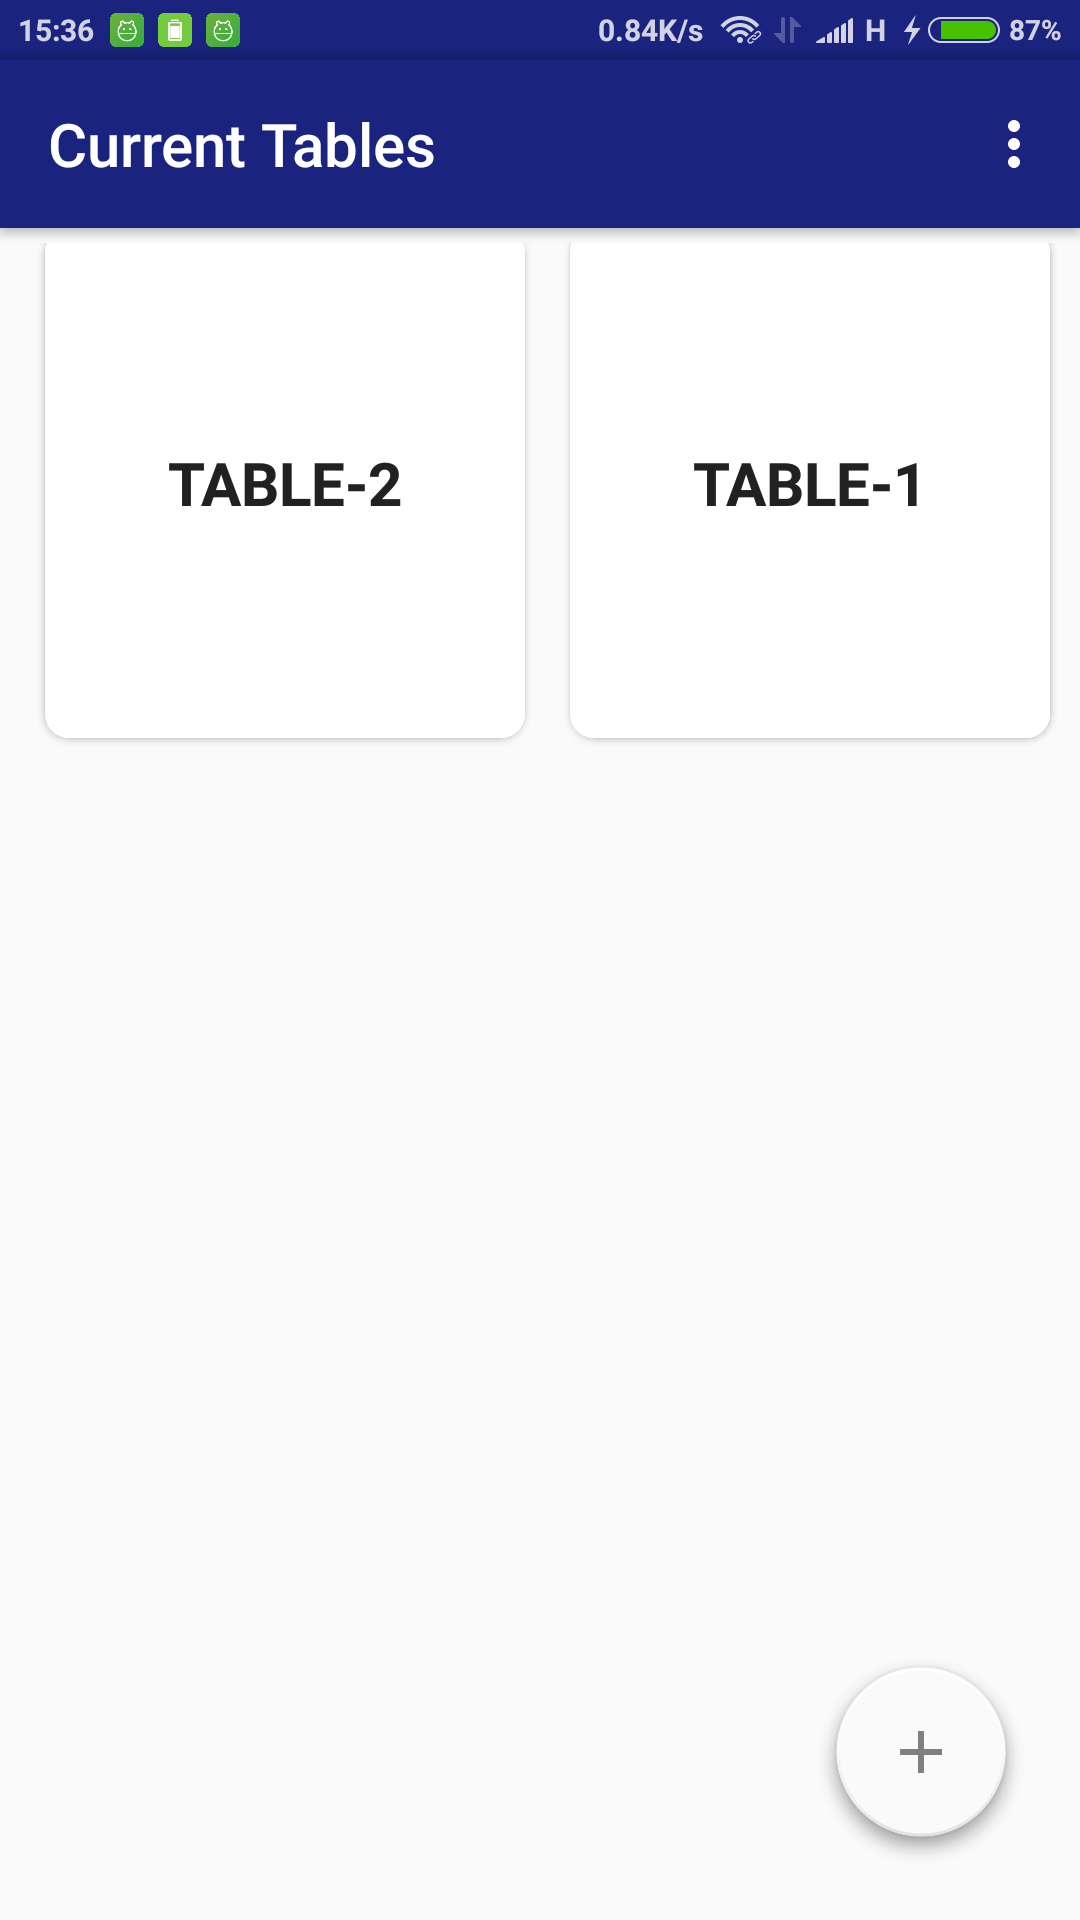 15:36 0.84K/s H 87%
Current Tables
TABLE-2 TABLE-1